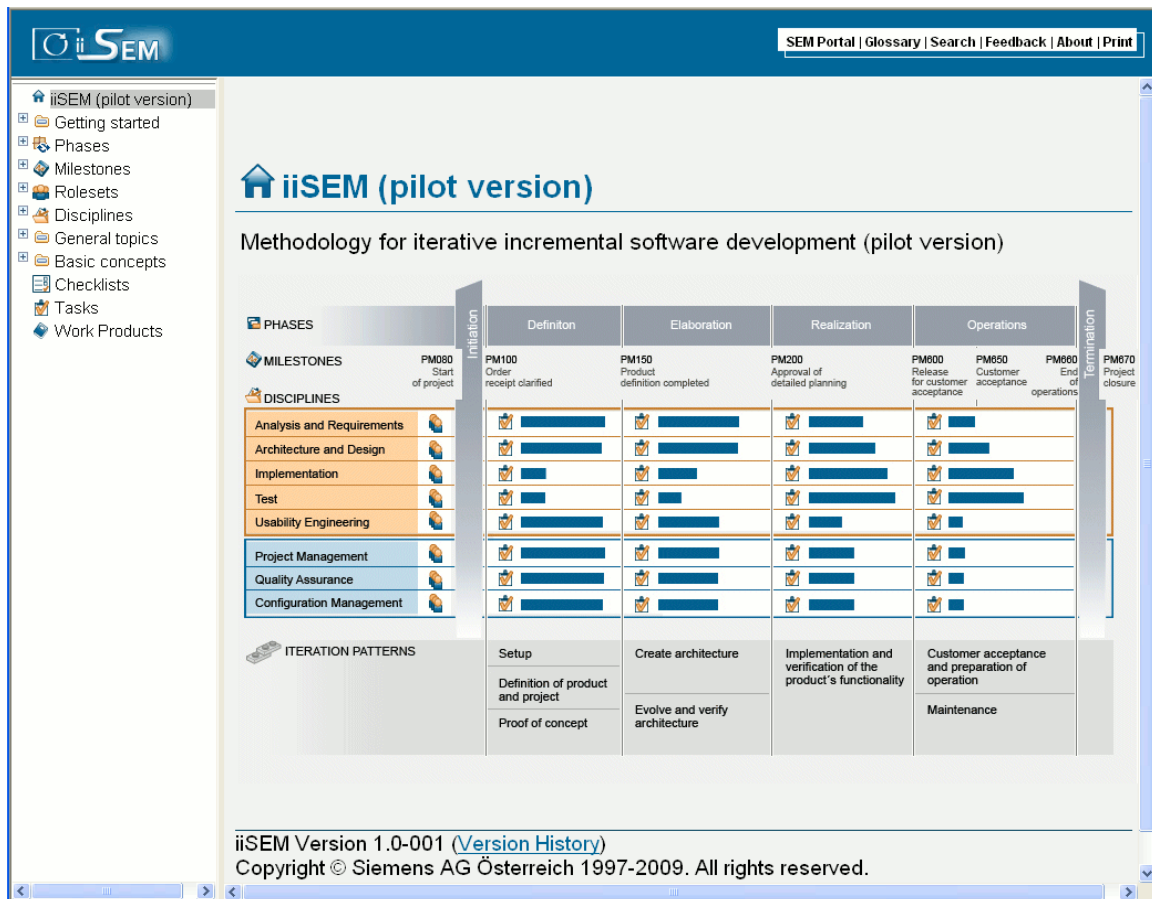 iiSEM
SEM Portal | Glossary | Search | Feedback | About | Print
iiSEM (pilot version)
Getting started
Phases
Milestones
Rolesets
Disciplines
General topics
Basic concepts
Checklists
Tasks
Work Products
iiSEM (pilot version)
Methodology for iterative incremental software development (pilot version)
PHASES
Initiation
Definiton
Elaboration
Realization
Operations
Termination
MILESTONES
PM080
Start
of project
PM100
Order
receipt clarified
PM150
Product
definition completed
PM200
Approval of
detailed planning
PM600
Release
for customer
acceptance
PM650
Customer
acceptance
PM660
End
of
operations
PM670
Project
closure
DISCIPLINES
Analysis and Requirements
Architecture and Design
Implementation
Test
Usability Engineering
Project Management
Quality Assurance
Configuration Management
ITERATION PATTERNS
Setup
Definition of product
and project
Proof of concept
Create architecture
Evolve and verify
architecture
Implementation and
verification of the
product´s functionality
Customer acceptance
and preparation of
operation
Maintenance
iiSEM Version 1.0-001 (Version History)
Copyright © Siemens AG Österreich 1997-2009. All rights reserved.